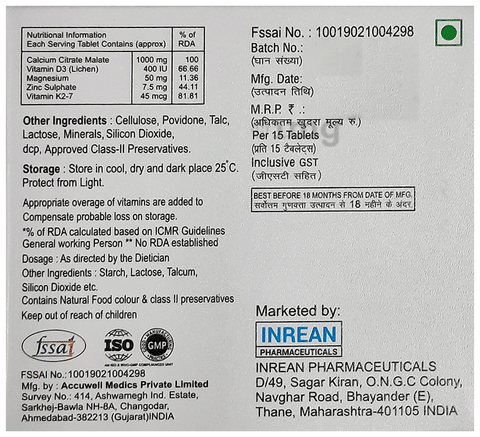 Nutritional Information % of
Each Serving Tablet Contains (approx) RDA
Calcium Citrate Malate 1000 mg 100
Vitamin D3 (Lichen) 400 IU 66.66
Magnesium 50 mg 11.36
Zinc Sulphate 7.5 mg 44.11
Vitamin K2-7 45 mcg 81.81
Other Ingredients : Cellulose, Povidone, Talc,
Lactose, Minerals, Silicon Dioxide,
dcp, Approved Class-II Preservatives.
Storage : Store in cool, dry and dark place 25°C.
Protect from Light.
Appropriate overage of vitamins are added to
Compensate probable loss on storage.
*% of RDA calculated based on ICMR Guidelines
General working Person ** No RDA established
Dosage : As directed by the Dietician
Other Ingredients : Starch, Lactose, Talcum,
Silicon Dioxide etc.
Contains Natural Food colour & class II preservatives
Keep out of reach of children
fssai
ISO
GMP
FSSAI No.: 10019021004298
Mfg. by : Accuwell Medics Private Limited
Survey No.: 414, Ashwamegh Ind. Estate,
Sarkhej-Bawla NH-8A, Changodar,
Ahmedabad-382213 (Gujarat)INDIA
Fssai No. : 10019021004298
Batch No.:
(घान संख्या)
Mfg. Date:
(उत्पादन तिथि)
M.R.P. ₹ .:
(अधिकतम खुदरा मूल्य रु.)
Per 15 Tablets
(प्रति 15 टैबलेट्स)
Inclusive GST
(जीएसटी सहित)
BEST BEFORE 18 MONTHS FROM DATE OF MFG.
सर्वोत्तम गुणवत्ता उत्पादन से 18 महीने के अंदर.
Marketed by:
INREAN
PHARMACEUTICALS
INREAN PHARMACEUTICALS
D/49, Sagar Kiran, O.N.G.C Colony,
Navghar Road, Bhayander (E),
Thane, Maharashtra-401105 INDIA